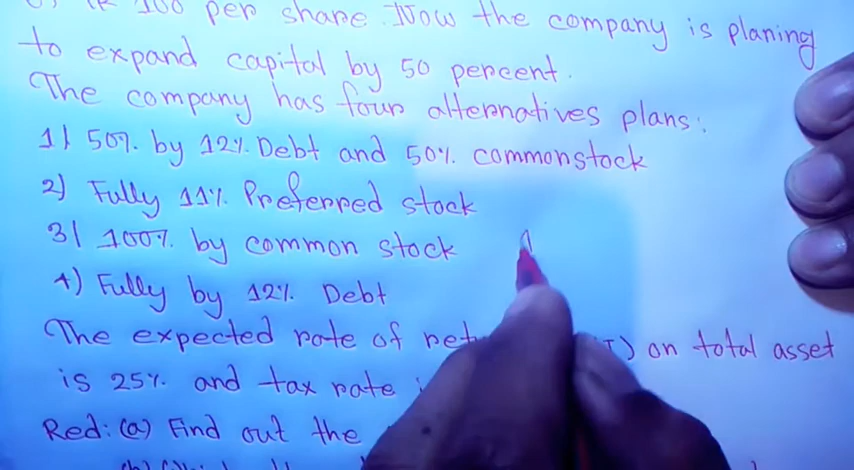 100 per share. Now the company is planing
to expand capital by 50 percent.
The company has four alternatives plans:
1) 50% by 12% Debt and 50% commonstock
2) Fully 11% Preferred stock
3) 100% by common stock
4) Fully by 12% Debt
The expected rate of on total asset
is 25% and tax rate
Red: (a) Find out the